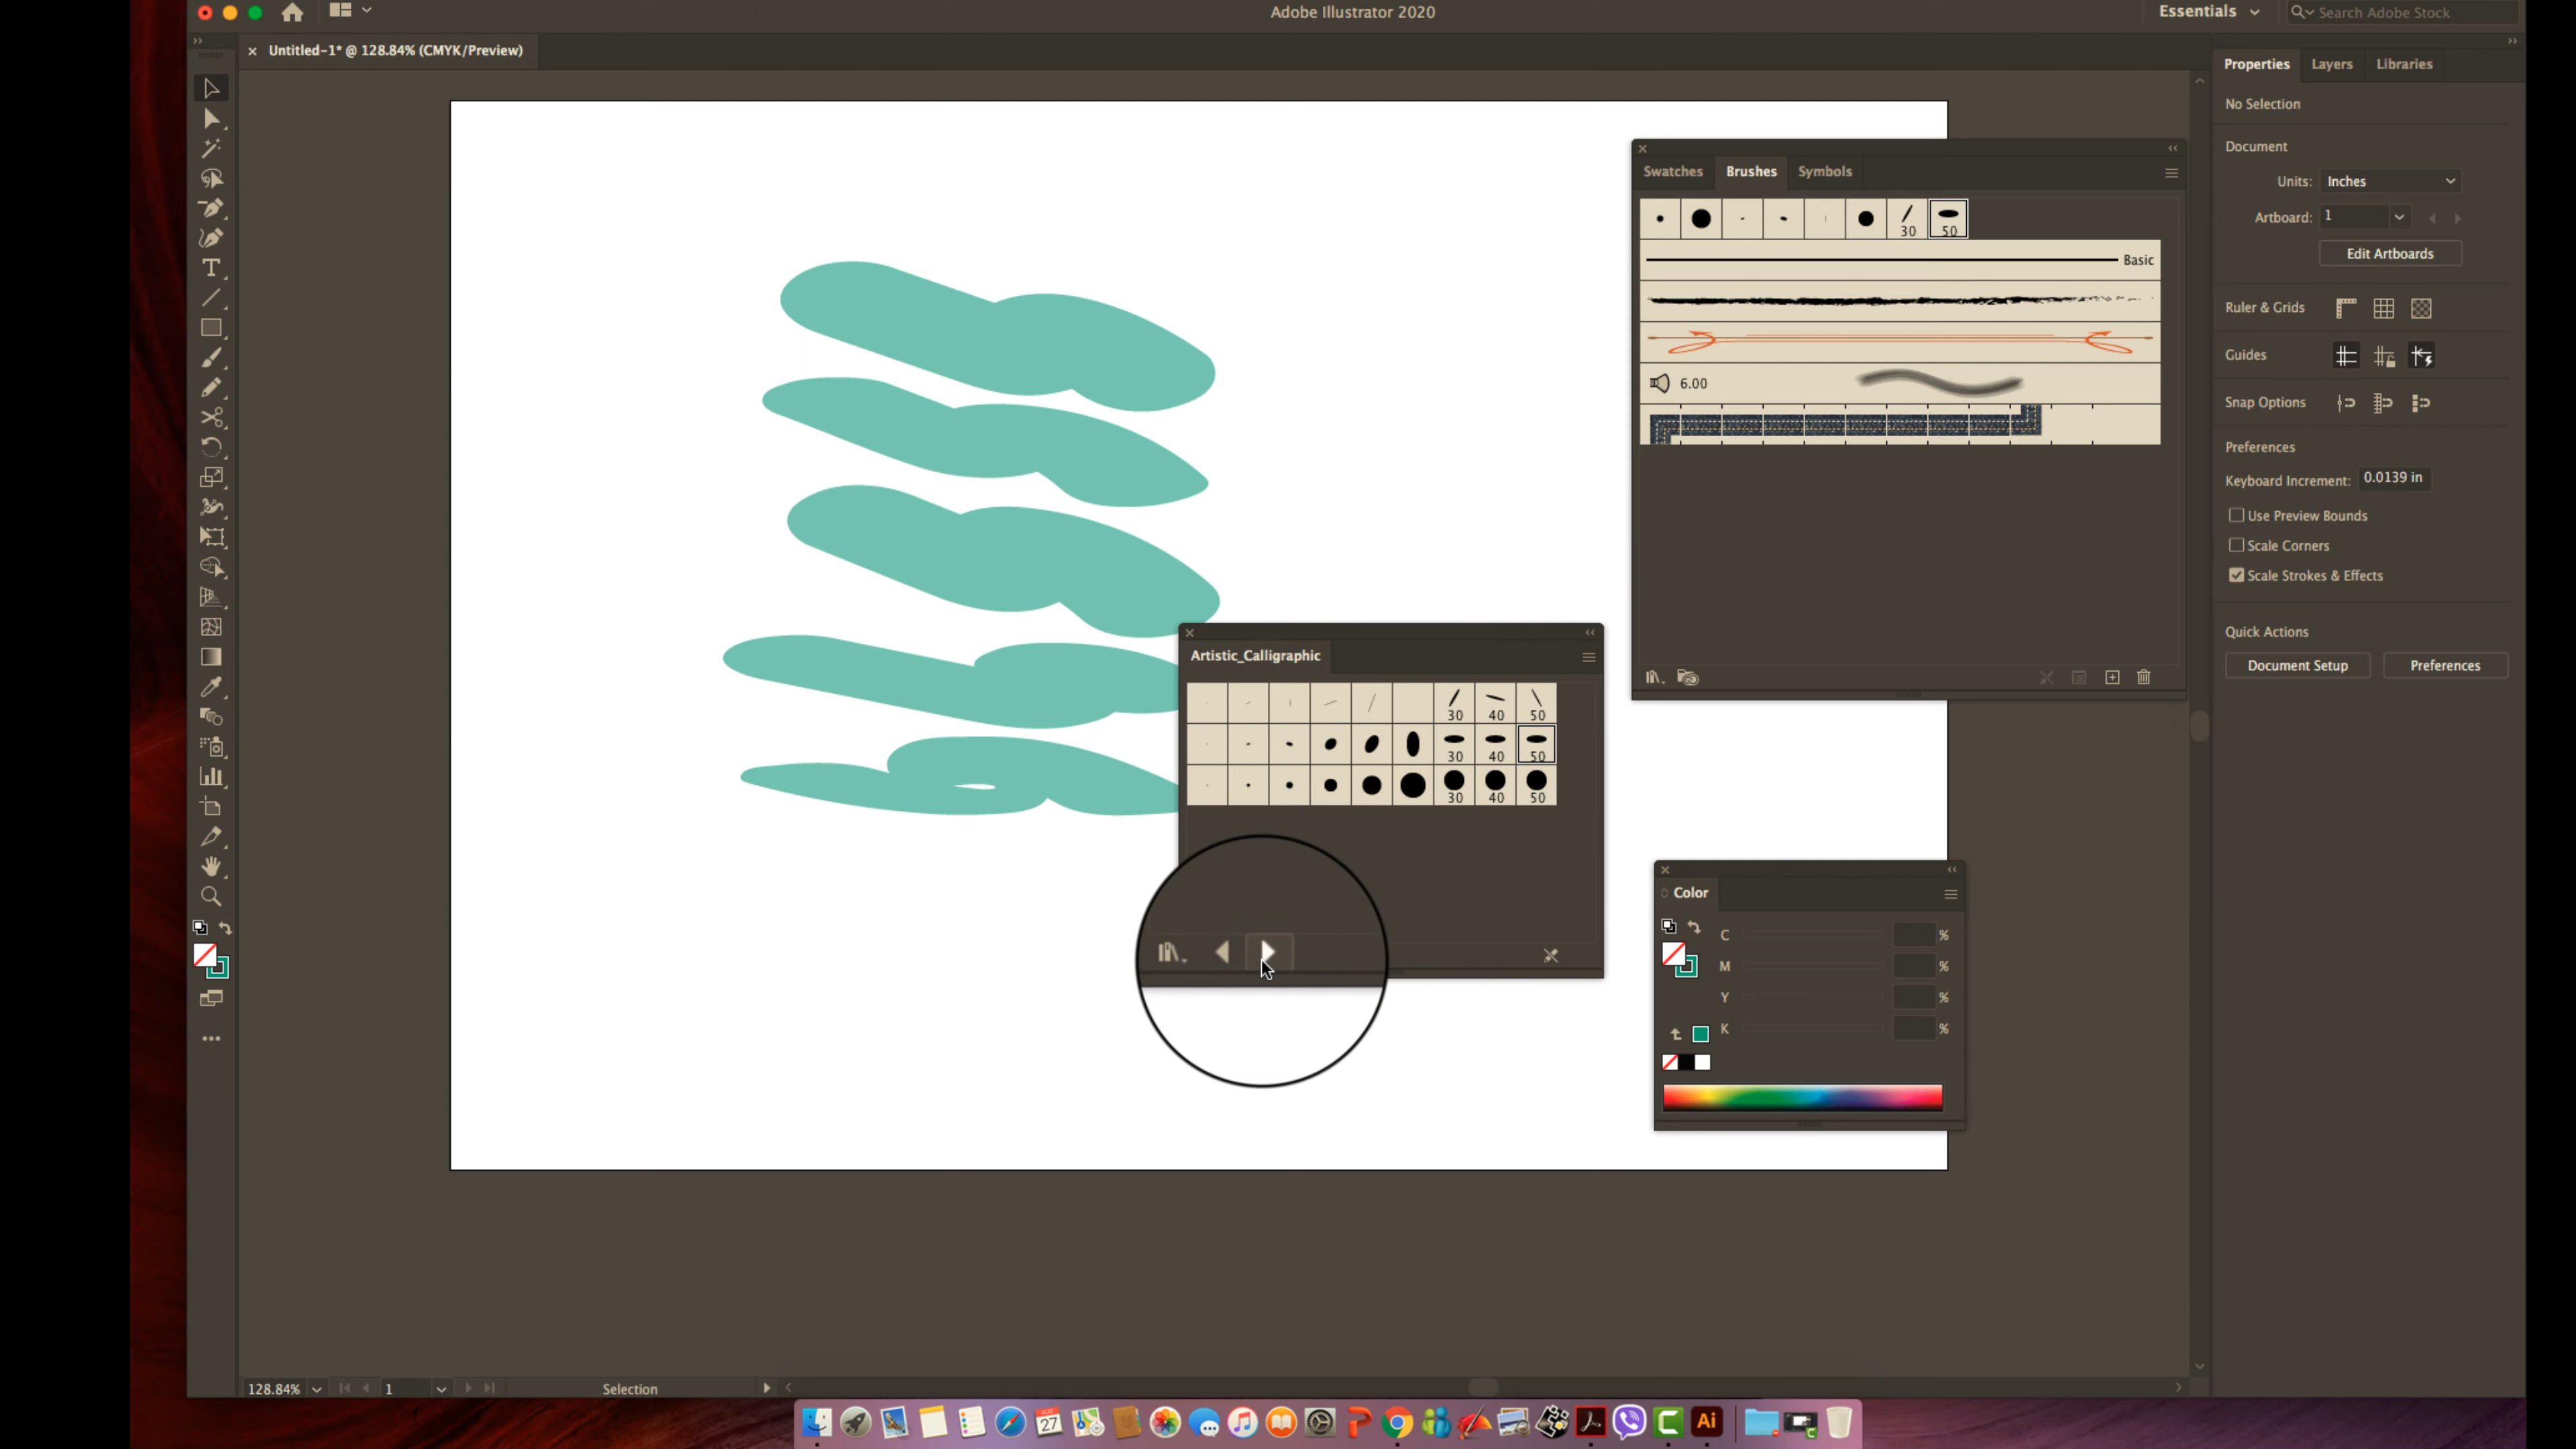 Adobe Illustrator 2020
Essentials
Search Adobe Stock
Untitled-1* @ 128.84% (CMYK/Preview)
Properties Layers Libraries
No Selection
Document
Units: Inches
Artboard: 1
Edit Artboards
Ruler & Grids
Guides
Snap Options
Preferences
Keyboard Increment: 0.0139 in
Use Preview Bounds
Scale Corners
Scale Strokes & Effects
Quick Actions
Document Setup Preferences
Swatches Brushes Symbols
30 50
Basic
6.00
Artistic_Calligraphic
30 40 50
30 40 50
30 40 50
Color
C %
M %
Y %
K %
T
128.84% 1 Selection
AUG
27
Ai